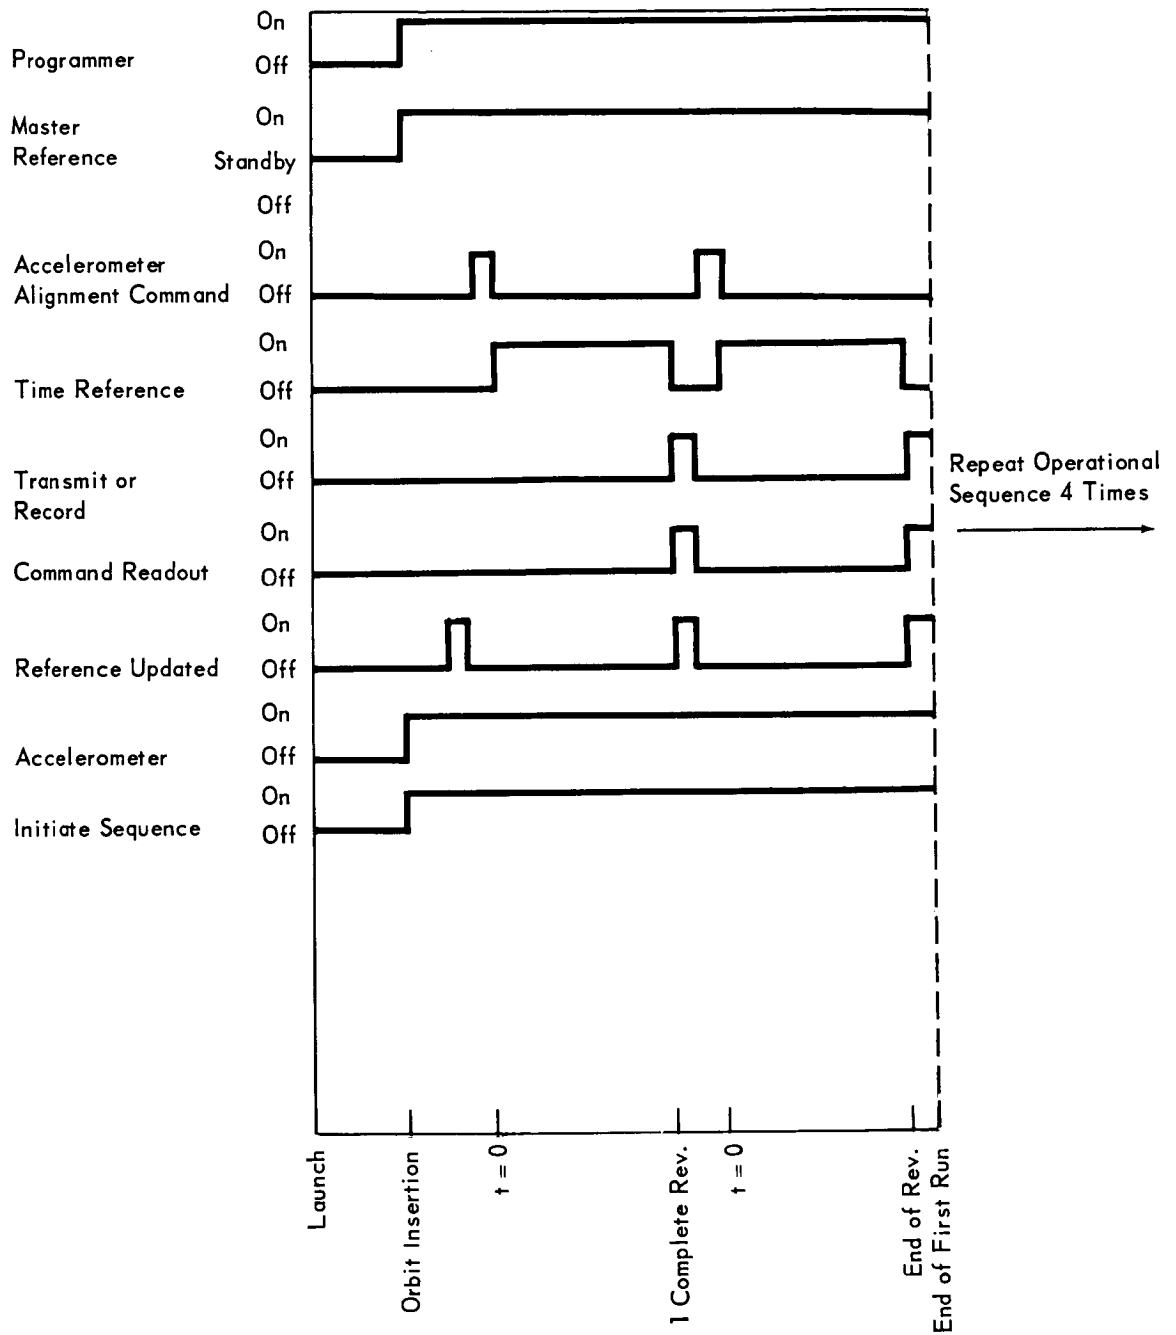 On
Programmer
Off
On
Master
Reference
Standby
Off
On
Accelerometer
Alignment Command
Off
On
Time Reference
Off
On
Transmit or
Record
Off
Repeat Operational
Sequence 4 Times
On
Command Readout
Off
On
Reference Updated
Off
On
Accelerometer
Off
On
Initiate Sequence
Off
Launch
Orbit Insertion
t = 0
1 Complete Rev.
t = 0
End of Rev.
End of First Run